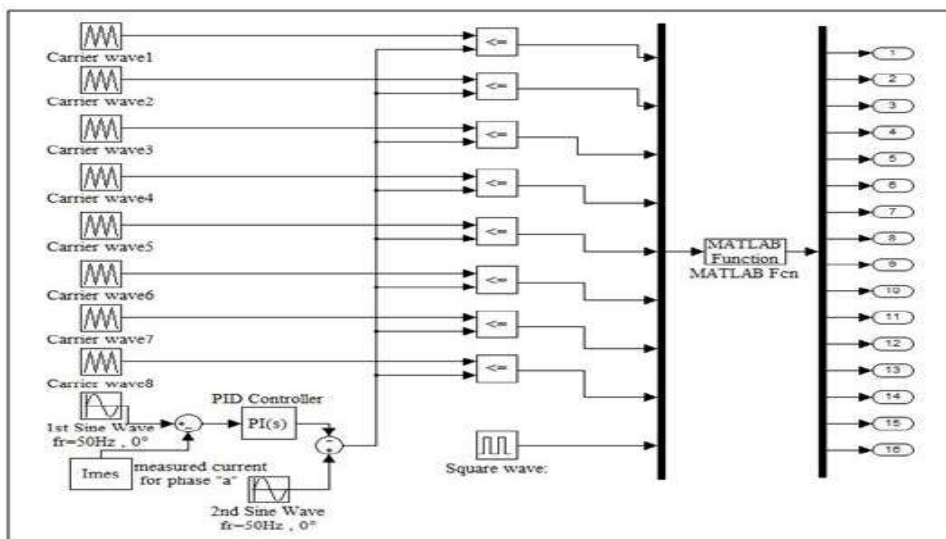 <=
Carrier wave1
<=
Carrier wave2
<=
Carrier wave3
<=
Carrier wave4
<=
Carrier wave5
<=
Carrier wave6
<=
Carrier wave7
<=
Carrier wave8
1st Sine Wave
fr=50Hz , 0°
PID Controller
PI(s)
Imes
measured current
for phase "a"
2nd Sine Wave
fr=50Hz , 0°
Square wave:
MATLAB
Function
MATLAB Fcn
1
2
3
4
5
6
7
8
9
10
11
12
13
14
15
16